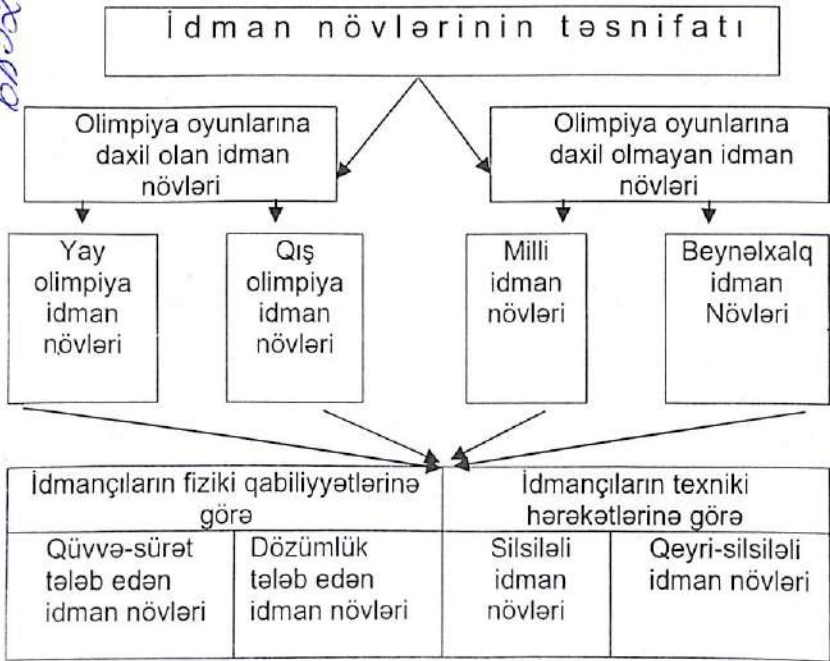 İdman növlərinin təsnifatı
Olimpiya oyunlarına
daxil olan idman
növləri
Olimpiya oyunlarına
daxil olmayan idman
növləri
Yay
olimpiya
idman
növləri
Qış
olimpiya
idman
növləri
Milli
idman
növləri
Beynəlxalq
idman
Növləri
İdmançıların fiziki qabiliyyətlərinə
görə
İdmançıların texniki
hərəkətlərinə görə
Qüvvə-sürət
tələb edən
idman növləri
Dözümlük
tələb edən
idman növləri
Silsiləli
idman
növləri
Qeyri-silsiləli
idman növləri